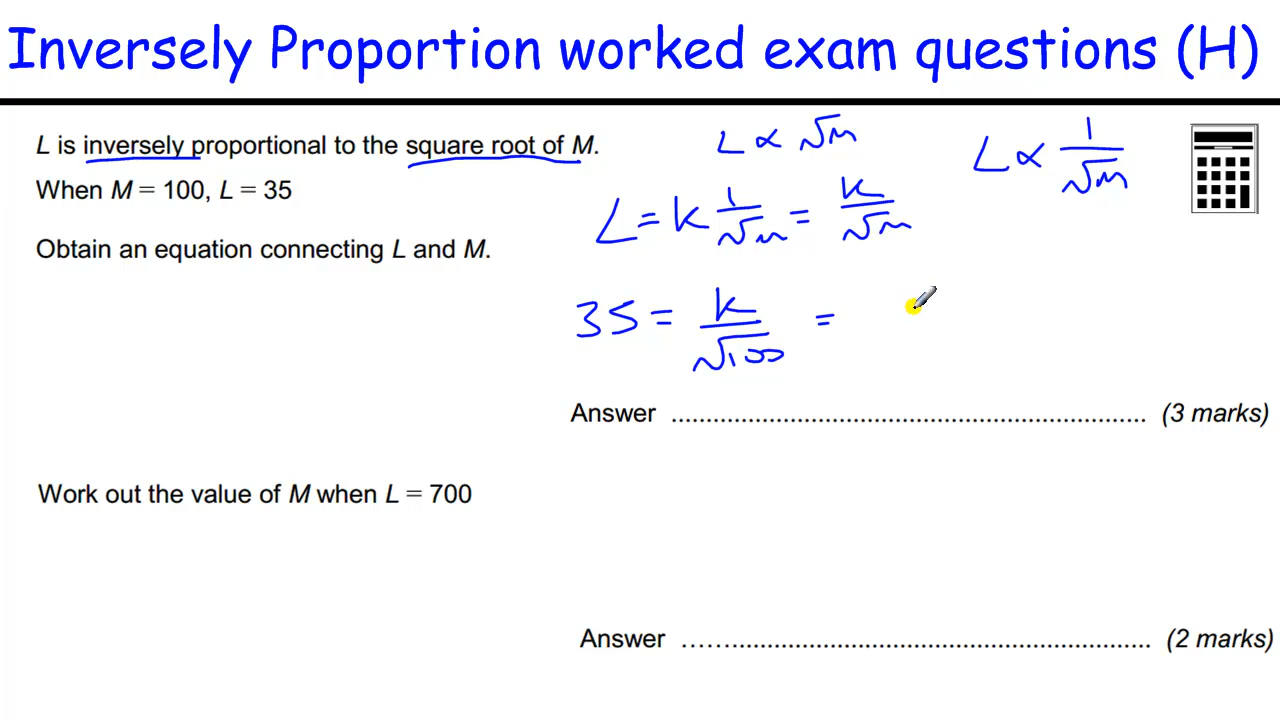 Inversely Proportion worked exam questions (H)
L is inversely proportional to the square root of M.
L ∝ √M
L ∝ 1/√M
When M = 100, L = 35
L = K 1/√M = K/√M
Obtain an equation connecting L and M.
35 = K/√100 =
Answer .................................................................... (3 marks)
Work out the value of M when L = 700
Answer ……................................................................ (2 marks)